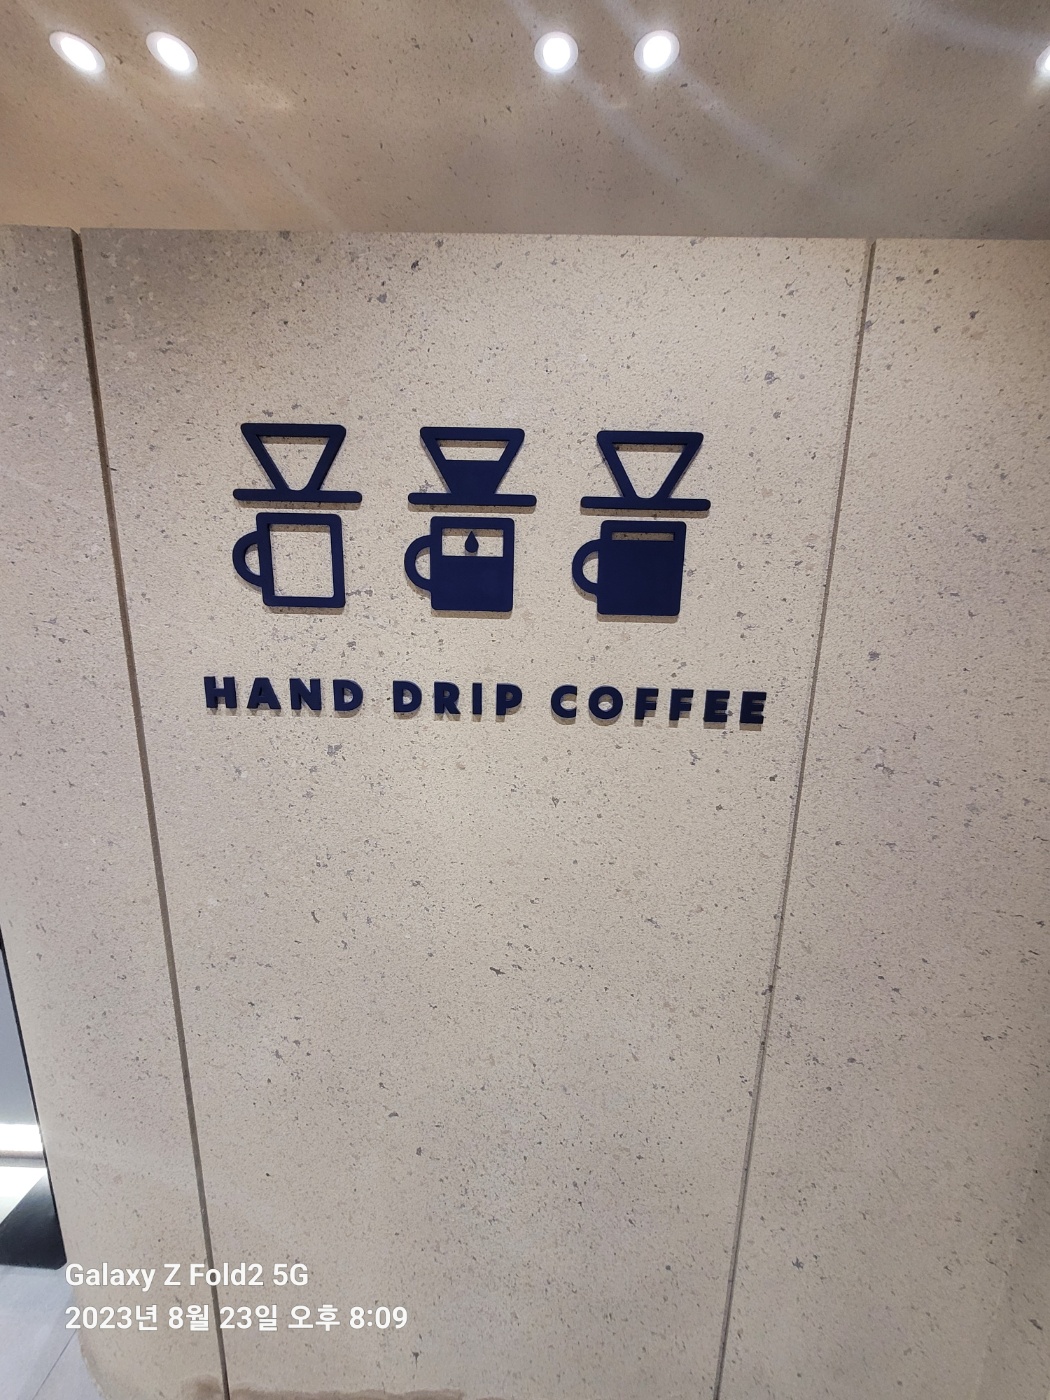 HAND DRIP COFFEE
Galaxy Z Fold2 5G
2023년 8월 23일 오후 8:09